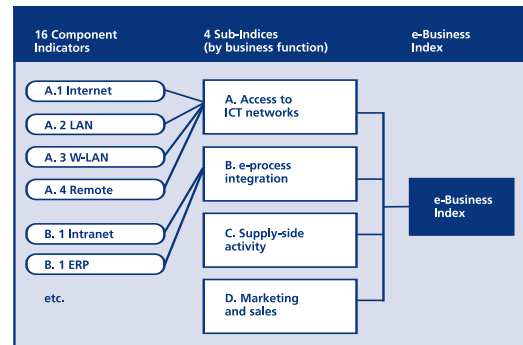 16 Component
Indicators
4 Sub-Indices
(by business function)
e-Business
Index
A.1 Internet
A. 2 LAN
A. 3 W-LAN
A. 4 Remote
B. 1 Intranet
B. 1 ERP
etc.
A. Access to
ICT networks
B. e-process
integration
C. Supply-side
activity
D. Marketing
and sales
e-Business
Index